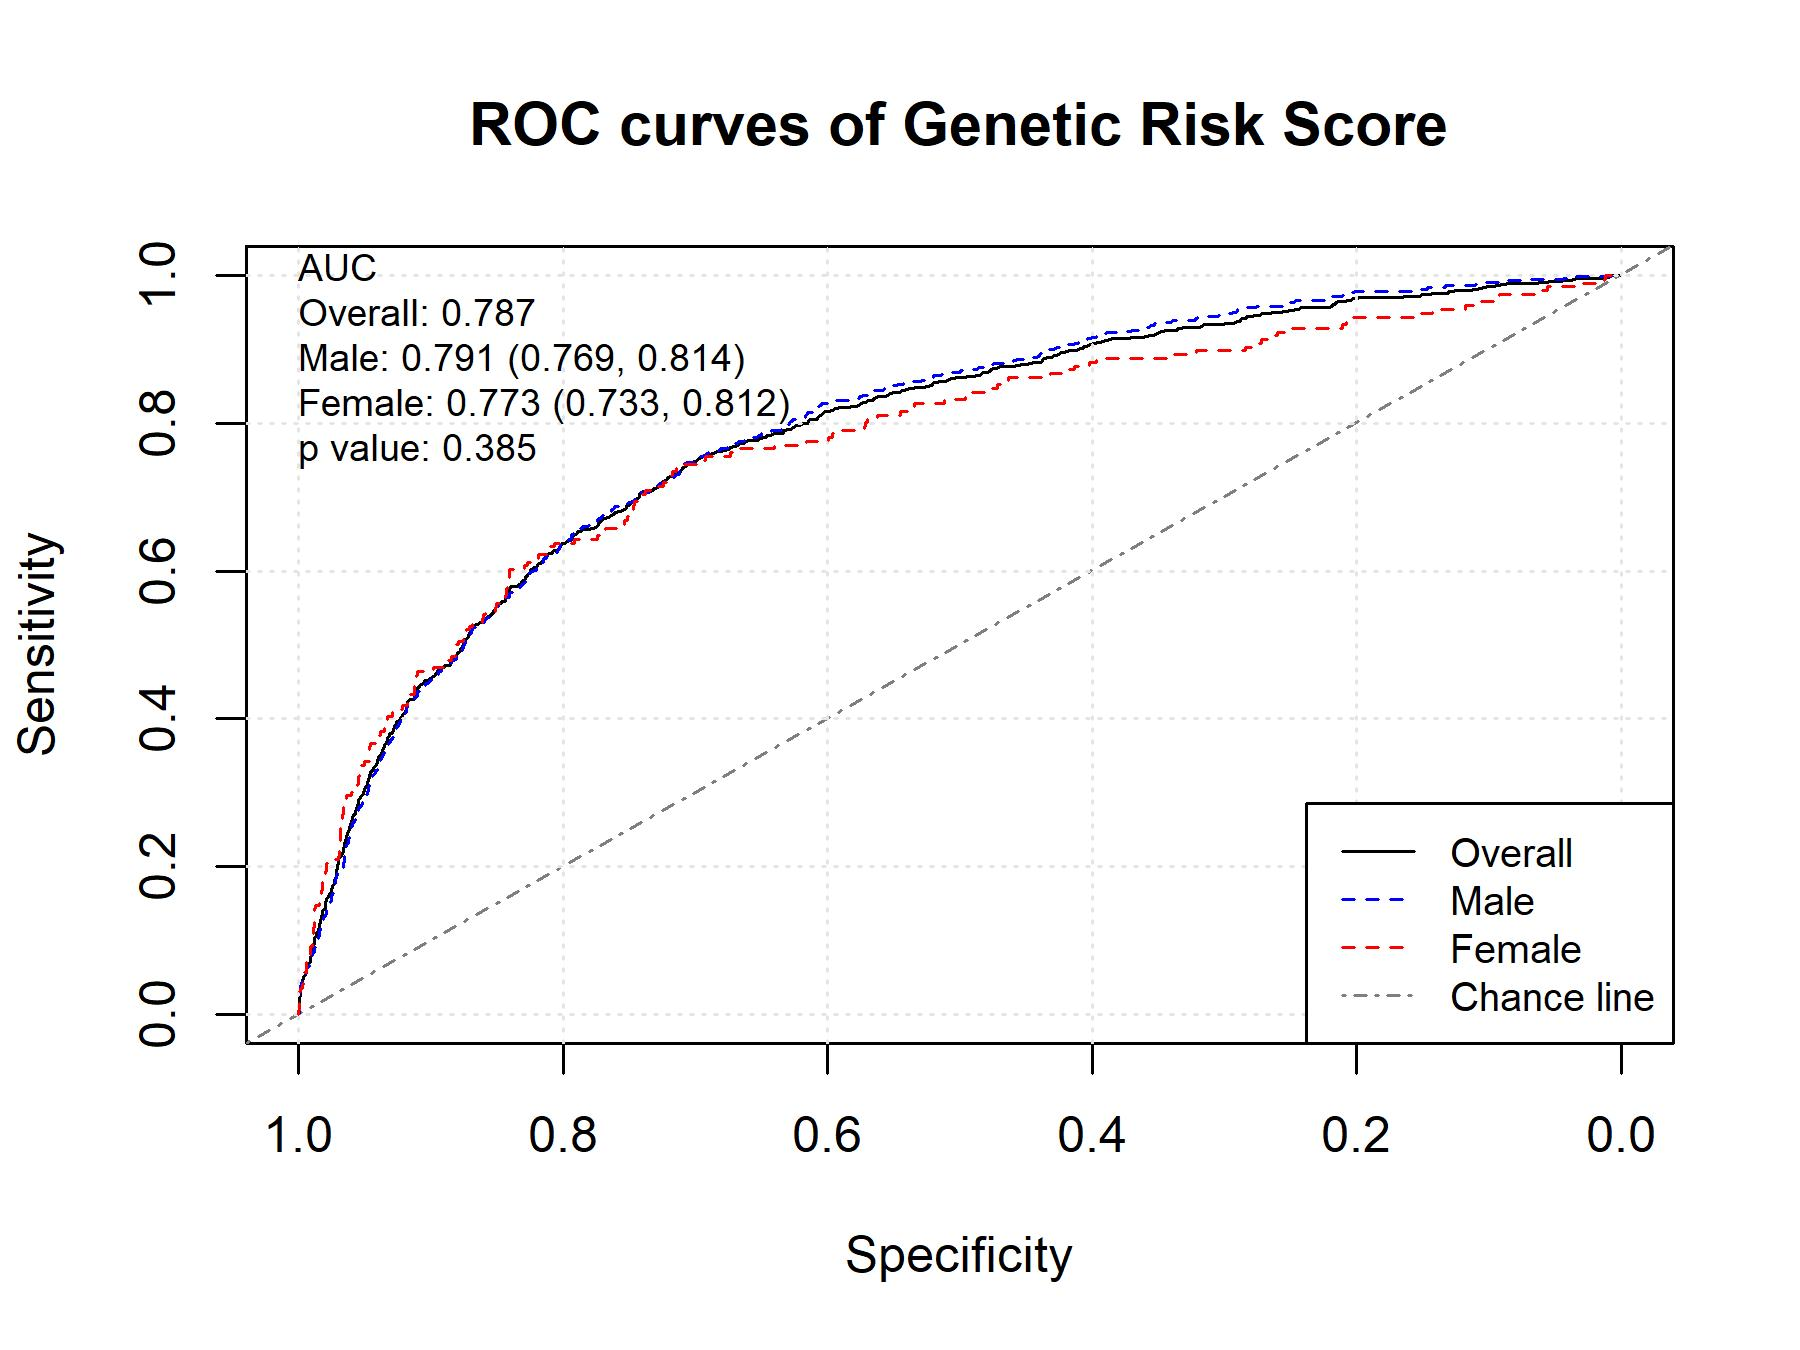 ROC curves of Genetic Risk Score
AUC
Overall: 0.787
Male: 0.791 (0.769, 0.814)
Female: 0.773 (0.733, 0.812)
p value: 0.385
Sensitivity
1.0
0.8
0.6
0.4
0.2
0.0
Overall
Male
Female
Chance line
1.0 0.8 0.6 0.4 0.2 0.0
Specificity